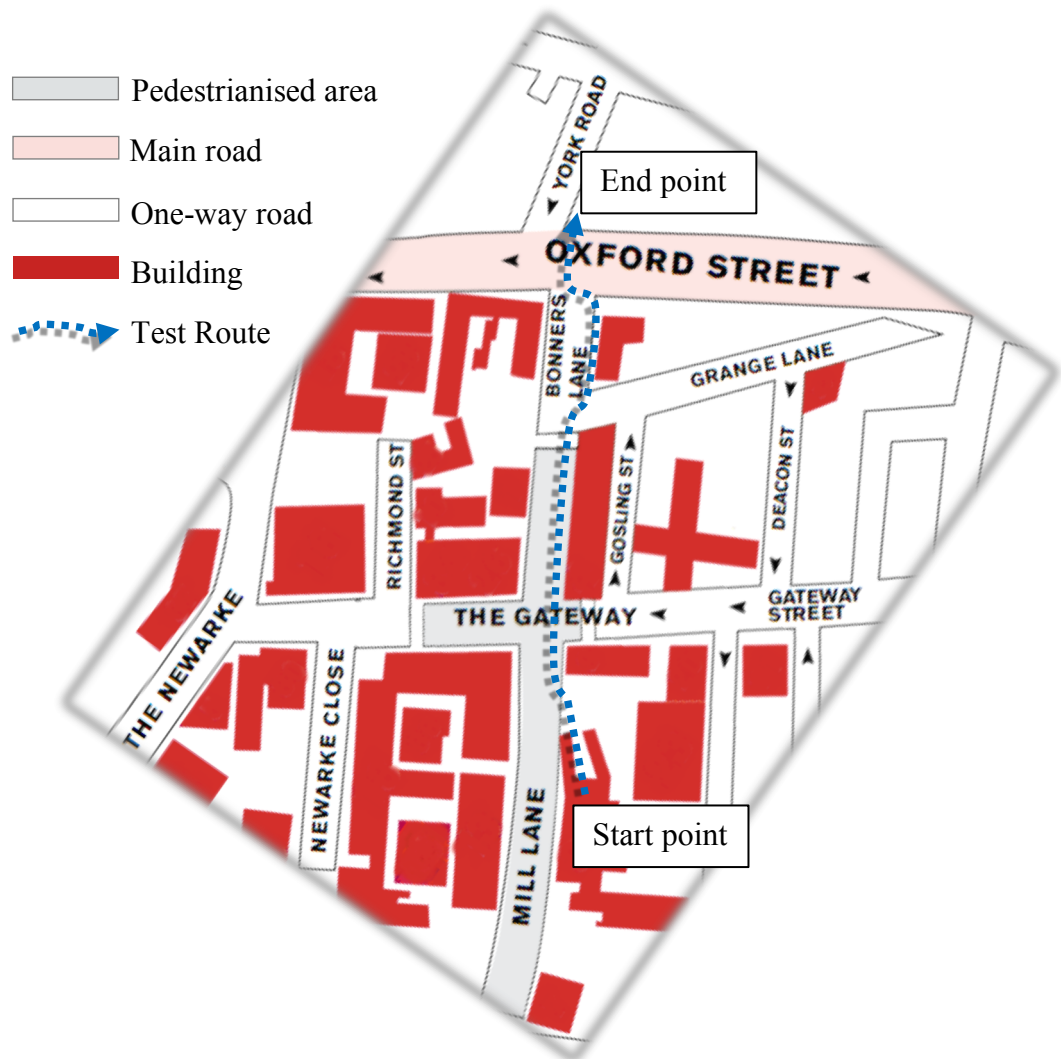 Pedestrianised area
Main road
One-way road
Building
Test Route
YORK ROAD
End point
OXFORD STREET
BONNERS
LANE
GRANGE LANE
RICHMOND ST
GOSLING ST
DEACON ST
THE GATEWAY
GATEWAY
STREET
THE NEWARKE
NEWARKE CLOSE
MILL LANE
Start point